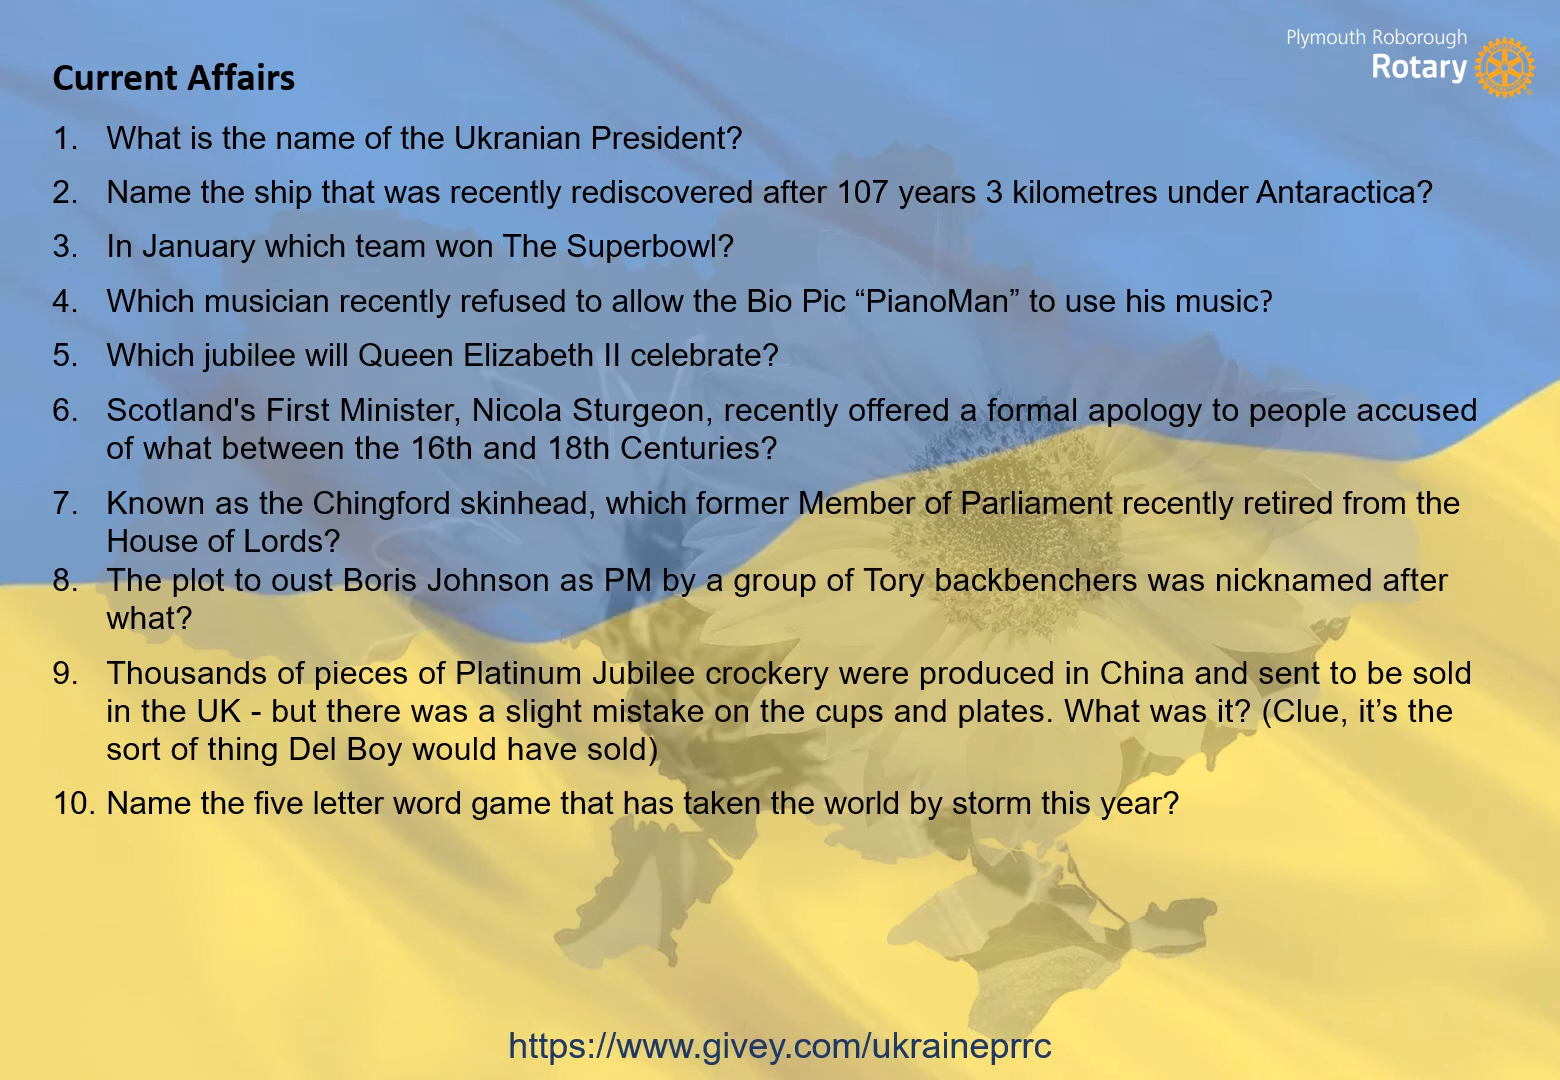 Plymouth Roborough
Rotary
Current Affairs
1. What is the name of the Ukranian President?
2. Name the ship that was recently rediscovered after 107 years 3 kilometres under Antaractica?
3. In January which team won The Superbowl?
4. Which musician recently refused to allow the Bio Pic “PianoMan” to use his music?
5. Which jubilee will Queen Elizabeth II celebrate?
6. Scotland's First Minister, Nicola Sturgeon, recently offered a formal apology to people accused
of what between the 16th and 18th Centuries?
7. Known as the Chingford skinhead, which former Member of Parliament recently retired from the
House of Lords?
8. The plot to oust Boris Johnson as PM by a group of Tory backbenchers was nicknamed after
what?
9. Thousands of pieces of Platinum Jubilee crockery were produced in China and sent to be sold
in the UK - but there was a slight mistake on the cups and plates. What was it? (Clue, it’s the
sort of thing Del Boy would have sold)
10. Name the five letter word game that has taken the world by storm this year?
https://www.givey.com/ukraineprrc